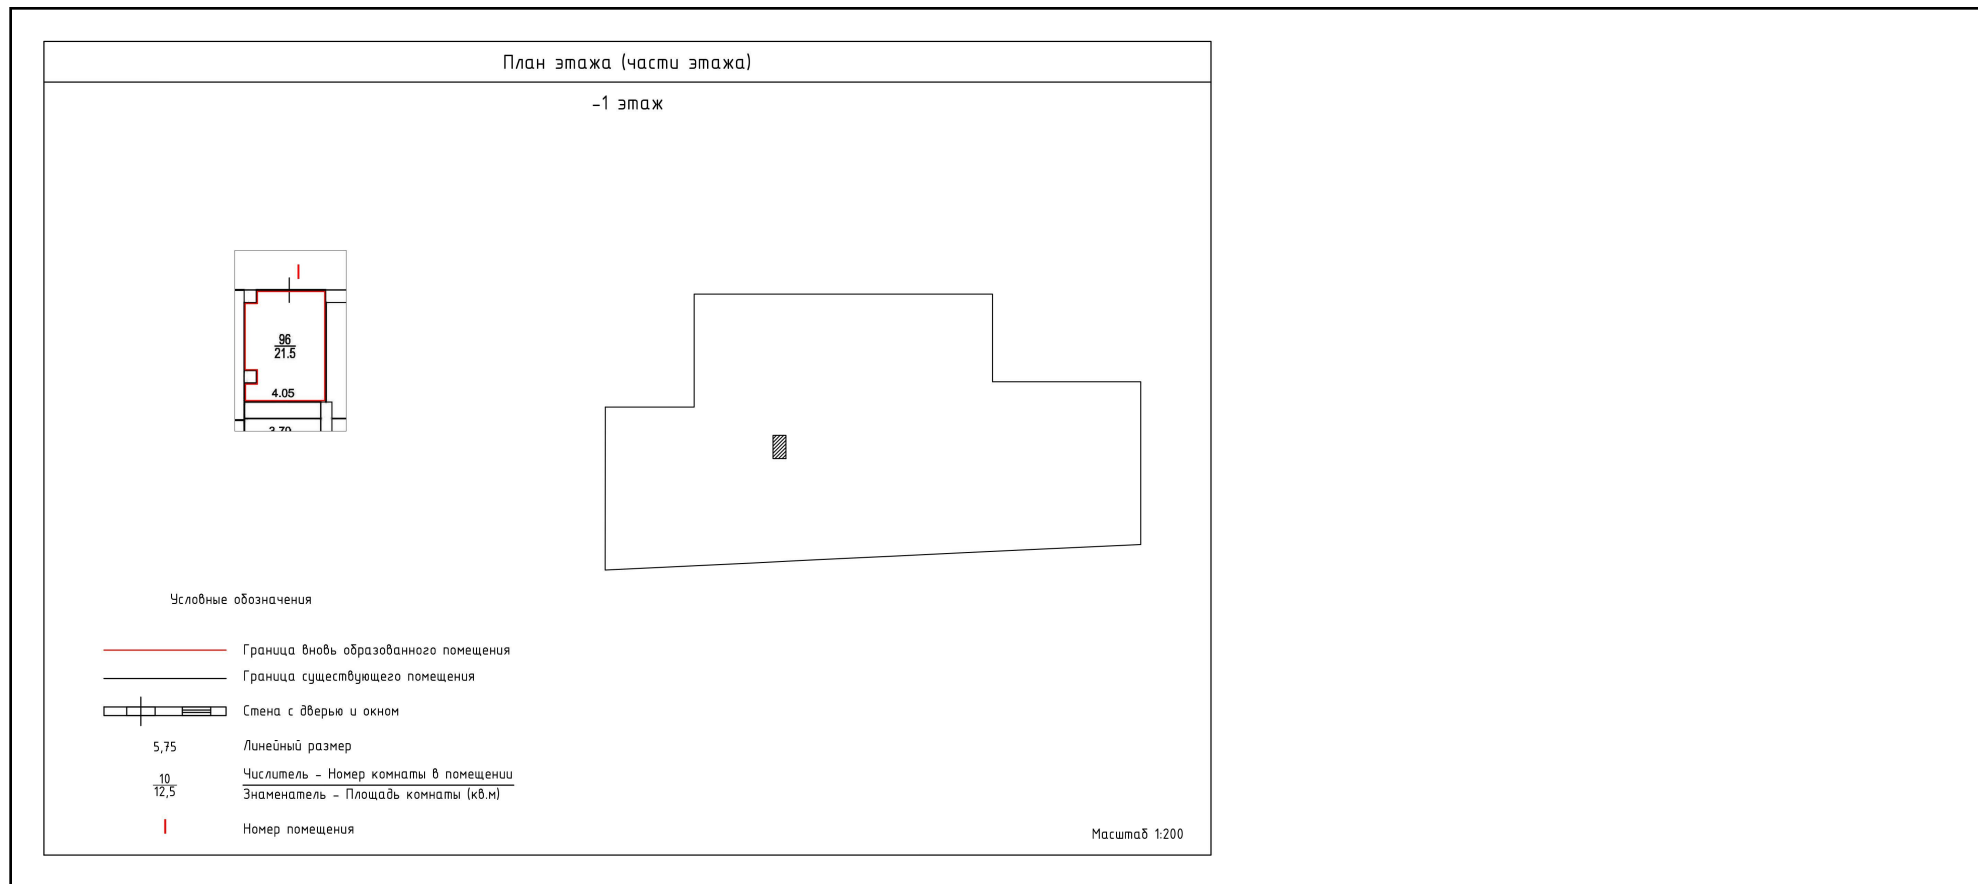 План этажа (части этажа)
-1 этаж
I
96
21.5
4.05
3.70
Условные обозначения
Граница вновь образованного помещения
Граница существующего помещения
Стена с дверью и окном
5,75 Линейный размер
10 Числитель - Номер комнаты в помещении
12,5 Знаменатель - Площадь комнаты (кв.м)
I Номер помещения
Масштаб 1:200